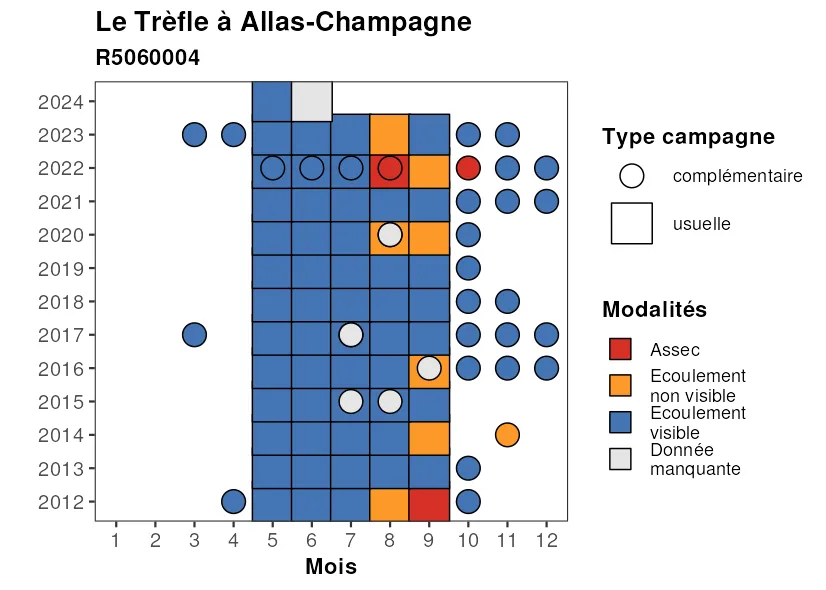 Le Trèfle à Allas-Champagne
R5060004
2024
2023
2022
2021
2020
2019
2018
2017
2016
2015
2014
2013
2012
1 2 3 4 5 6 7 8 9 10 11 12
Mois
Type campagne
complémentaire
usuelle
Modalités
Assec
Ecoulement
non visible
Ecoulement
visible
Donnée
manquante